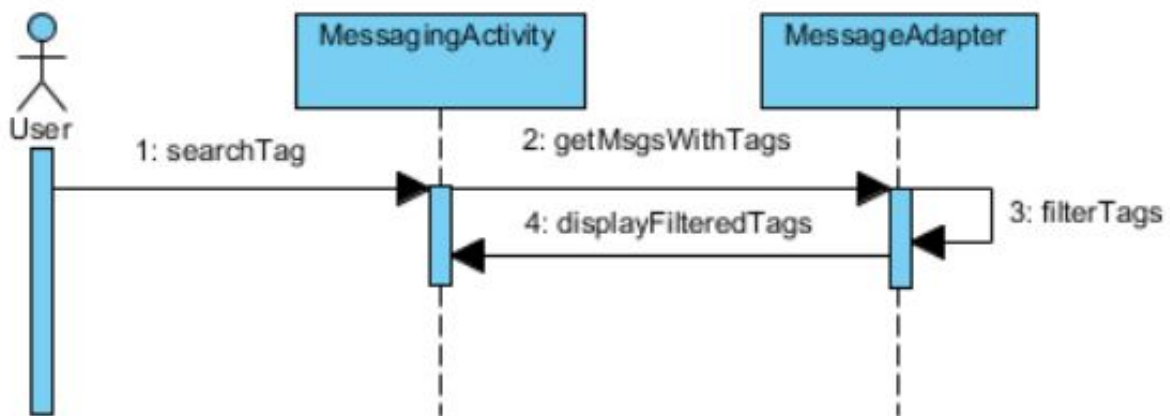 MessagingActivity
MessageAdapter
User
1: searchTag
2: getMsgsWithTags
3: filterTags
4: displayFilteredTags